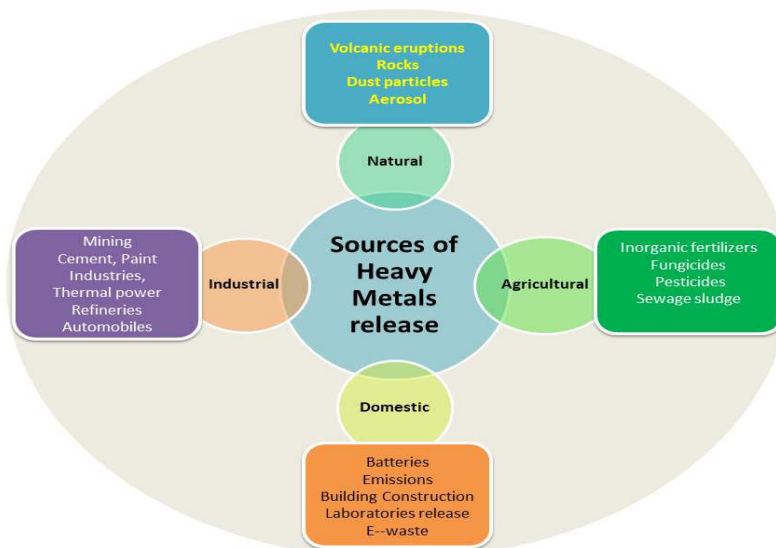 Volcanic eruptions
Rocks
Dust particles
Aerosol
Natural
Mining
Cement, Paint
Industries,
Thermal power
Refineries
Automobiles
Industrial
Sources of
Heavy
Metals
release
Agricultural
Inorganic fertilizers
Fungicides
Pesticides
Sewage sludge
Domestic
Batteries
Emissions
Building Construction
Laboratories release
E--waste